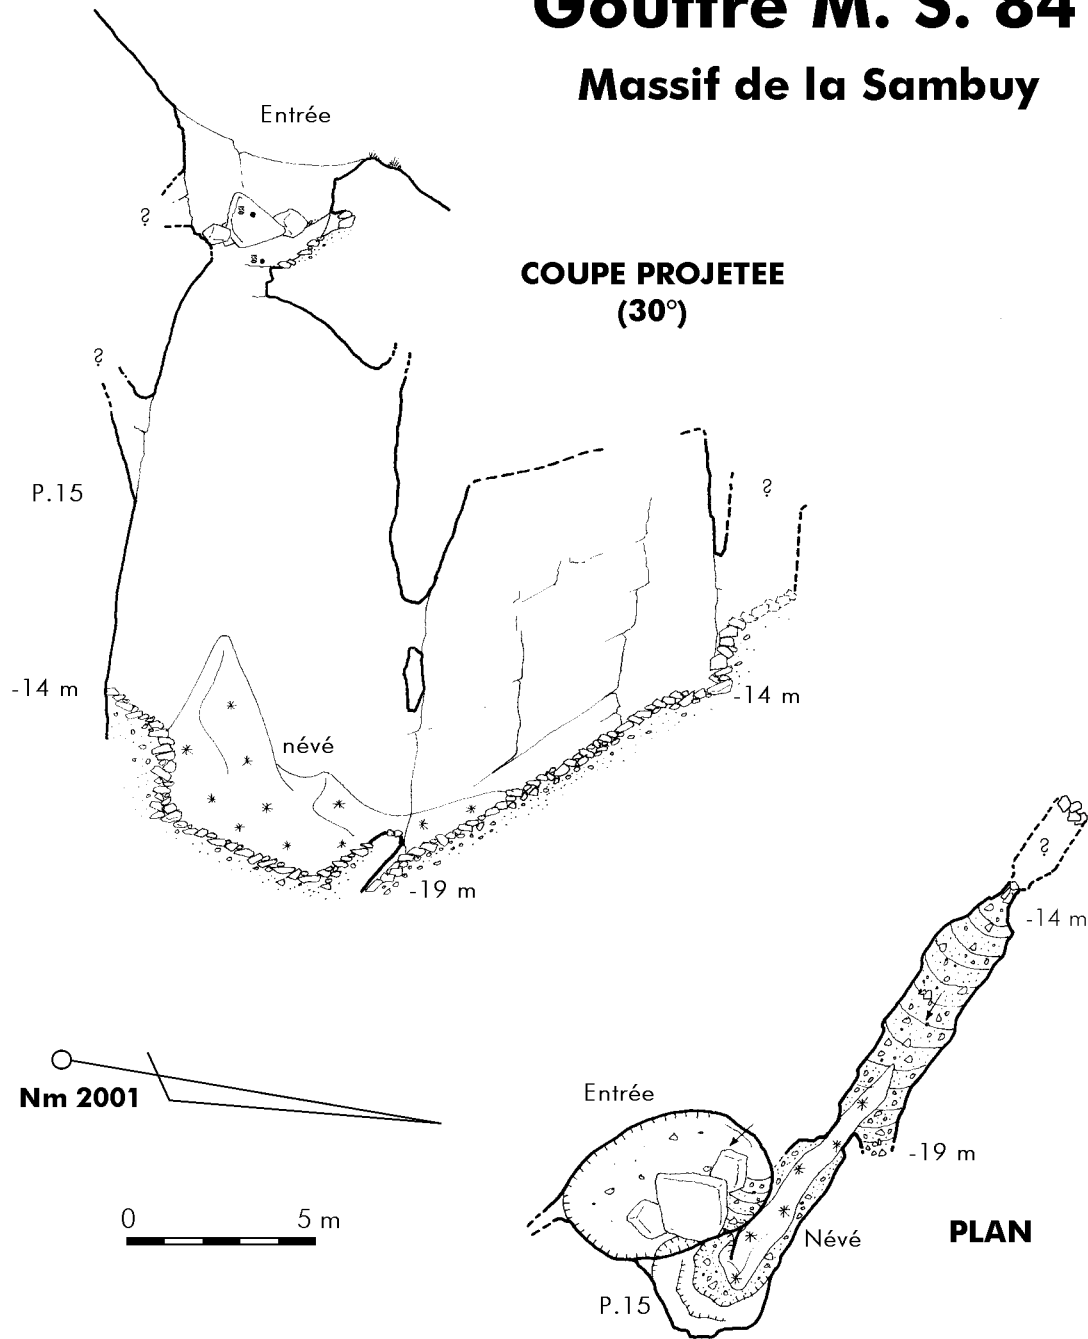 Gouffre M. S. 84
Massif de la Sambuy
Entrée
?
COUPE PROJETEE
(30°)
?
P.15
?
-14 m
-14 m
névé
-19 m
?
-14 m
Nm 2001
Entrée
-19 m
0 5 m
Névé
PLAN
P.15